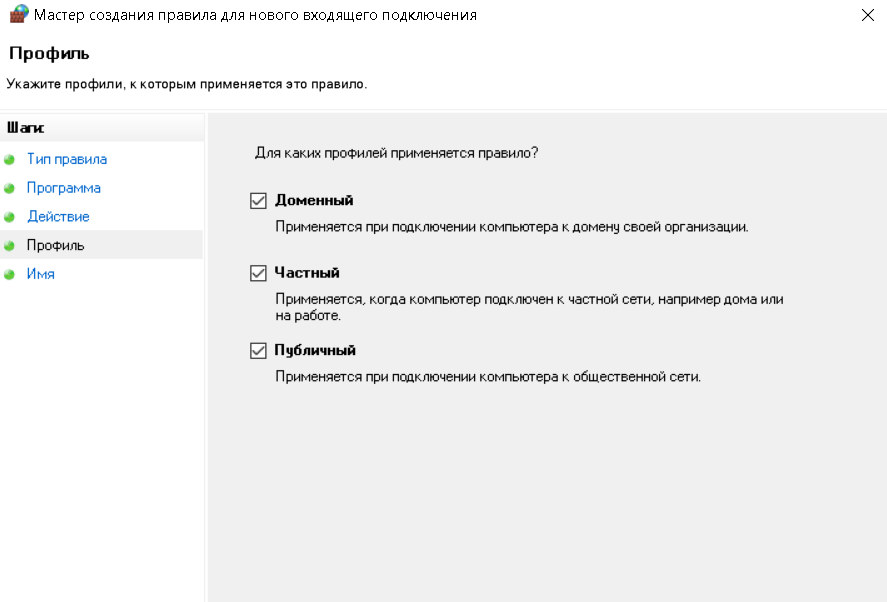 Мастер создания правила для нового входящего подключения
Профиль
Укажите профили, к которым применяется это правило.
Шаги:
Тип правила
Программа
Действие
Профиль
Имя
Для каких профилей применяется правило?
Доменный
Применяется при подключении компьютера к домену своей организации.
Частный
Применяется, когда компьютер подключен к частной сети, например дома или
на работе.
Публичный
Применяется при подключении компьютера к общественной сети.